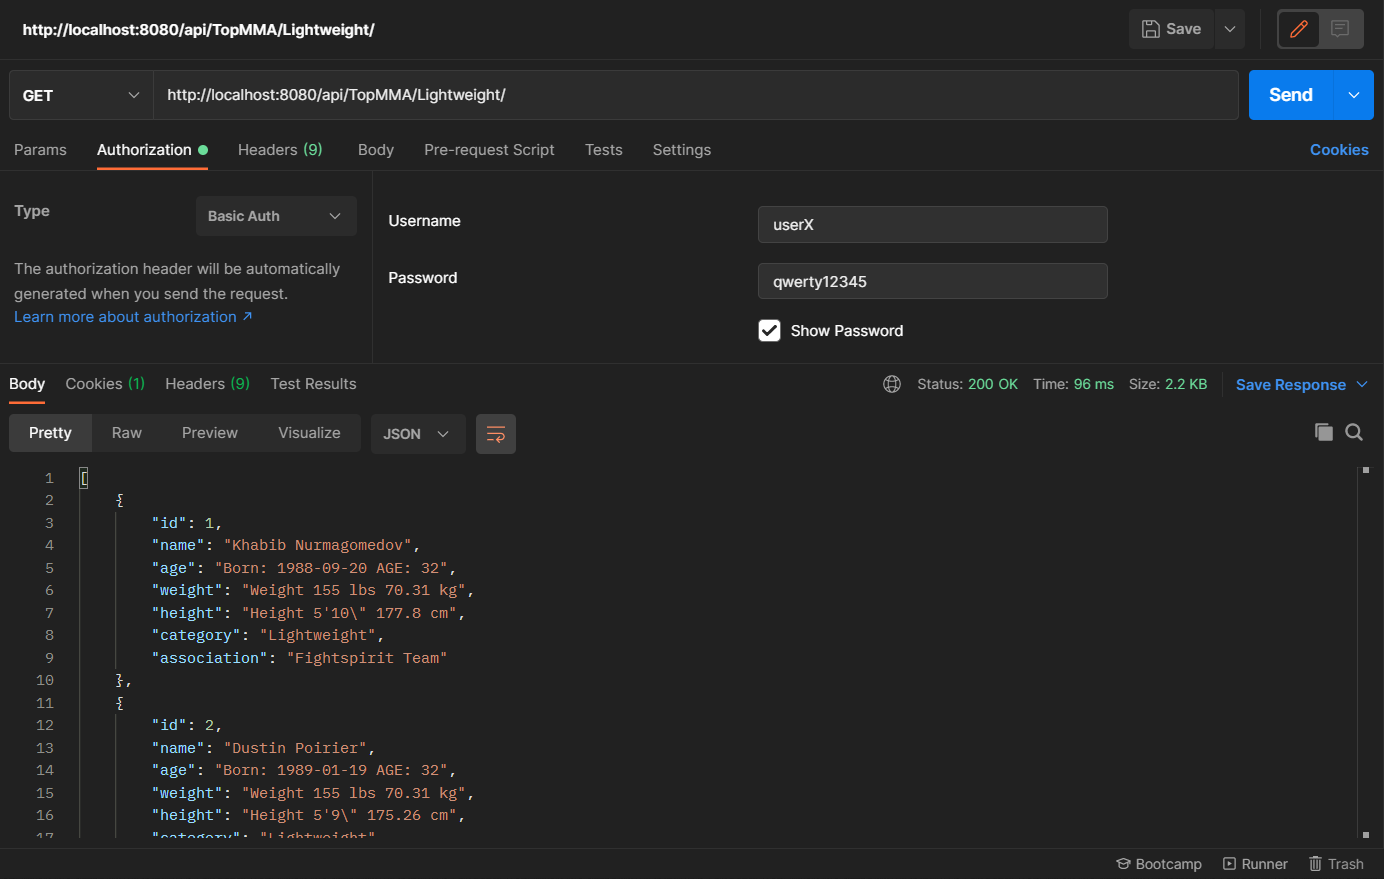 http://localhost:8080/api/TopMMA/Lightweight/
Save
GET
http://localhost:8080/api/TopMMA/Lightweight/
Send
Params Authorization Headers (9) Body Pre-request Script Tests Settings Cookies
Type
Basic Auth
The authorization header will be automatically
generated when you send the request.
Learn more about authorization ↗
Username
userX
Password
qwerty12345
Show Password
Body Cookies (1) Headers (9) Test Results Status: 200 OK Time: 96 ms Size: 2.2 KB Save Response
Pretty Raw Preview Visualize JSON
1 [
2 {
3 "id": 1,
4 "name": "Khabib Nurmagomedov",
5 "age": "Born: 1988-09-20 AGE: 32",
6 "weight": "Weight 155 lbs 70.31 kg",
7 "height": "Height 5'10\" 177.8 cm",
8 "category": "Lightweight",
9 "association": "Fightspirit Team"
10 },
11 {
12 "id": 2,
13 "name": "Dustin Poirier",
14 "age": "Born: 1989-01-19 AGE: 32",
15 "weight": "Weight 155 lbs 70.31 kg",
16 "height": "Height 5'9\" 175.26 cm",
17 "category": "Lightweight"
Bootcamp Runner Trash